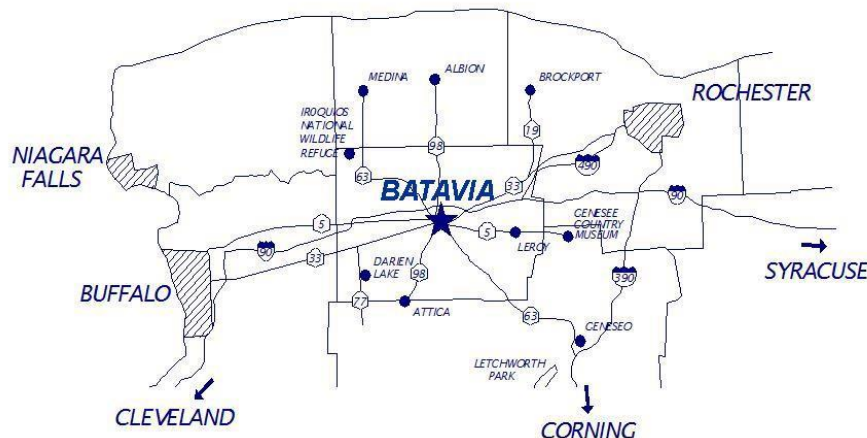 MEDINA
ALBION
BROCKPORT
ROCHESTER
IROQUIOS
NATIONAL
WILDLIFE
REFUGE
19
98
490
NIAGARA
FALLS
63
33
BATAVIA
90
5
5
GENESEE
COUNTRY
MUSEUM
LEROY
90
33
SYRACUSE
DARIEN
LAKE
98
390
BUFFALO
77
ATTICA
63
GENESEO
LETCHWORTH
PARK
CLEVELAND
CORNING